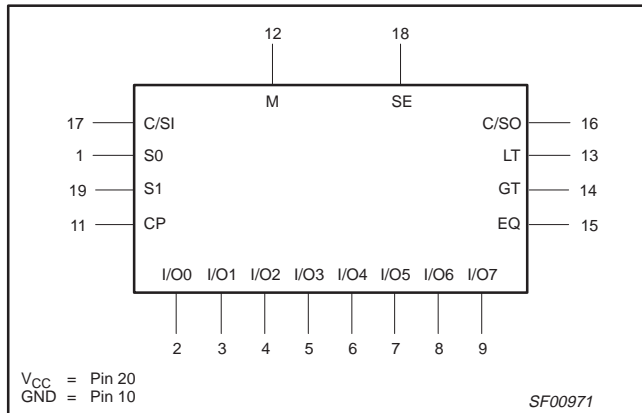 12 18
M SE
17 C/SI C/SO 16
1 S0 LT 13
19 S1 GT 14
11 CP EQ 15
I/O0 I/O1 I/O2 I/O3 I/O4 I/O5 I/O6 I/O7
2 3 4 5 6 7 8 9
VCC = Pin 20
GND = Pin 10
SF00971